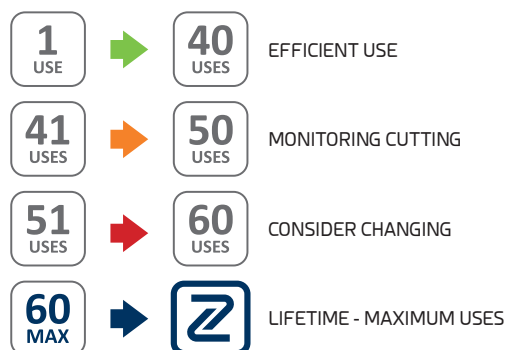 1 USE 40 USES EFFICIENT USE
41 USES 50 USES MONITORING CUTTING
51 USES 60 USES CONSIDER CHANGING
60 MAX Z LIFETIME - MAXIMUM USES